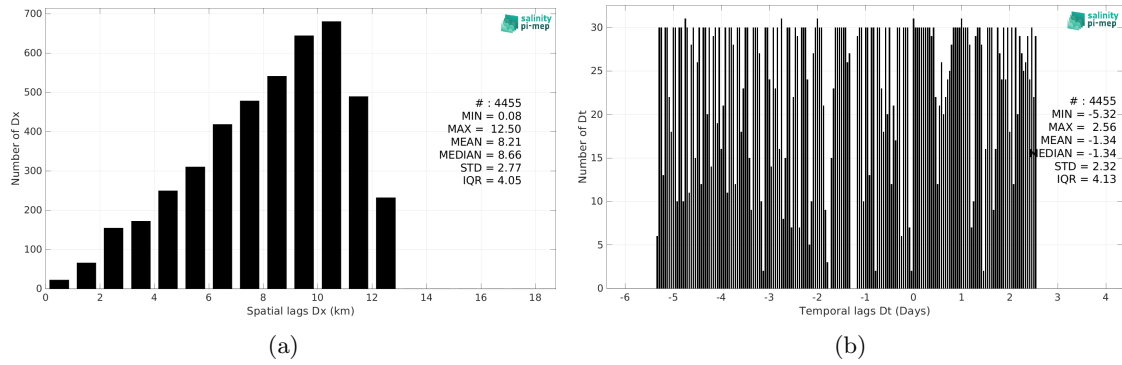 700
600
500
400
300
200
100
0
Number of Dx
salinity
pi-mep
# : 4455
MIN = 0.08
MAX = 12.50
MEAN = 8.21
MEDIAN = 8.66
STD = 2.77
IQR = 4.05
0 2 4 6 8 10 12 14 16 18
Spatial lags Dx (km)
(a)
30
25
20
15
10
5
0
Number of Dt
salinity
pi-mep
# : 4455
MIN = -5.32
MAX = 2.56
MEAN = -1.34
MEDIAN = -1.34
STD = 2.32
IQR = 4.13
-6 -5 -4 -3 -2 -1 0 1 2 3 4
Temporal lags Dt (Days)
(b)